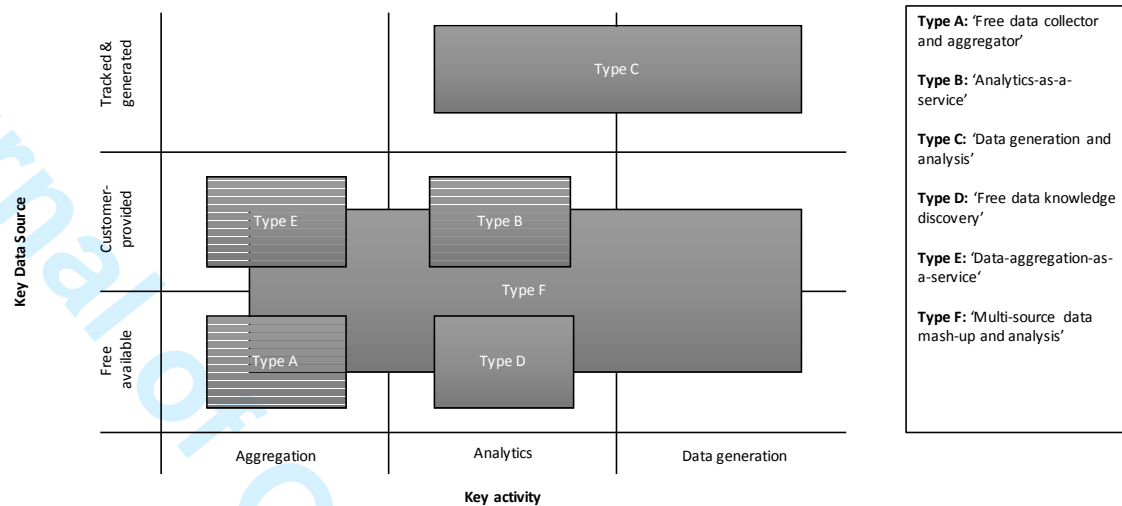 Key Data Source
Tracked &
generated
Customer-
provided
Free
available
Type C
Type E
Type B
Type F
Type A
Type D
Aggregation
Analytics
Data generation
Key activity
Type A: ‘Free data collector
and aggregator’
Type B: ‘Analytics-as-a-
service’
Type C: ‘Data generation and
analysis’
Type D: ‘Free data knowledge
discovery’
Type E: ‘Data-aggregation-as-
a-service‘
Type F: ‘Multi-source data
mash-up and analysis’
urnal of